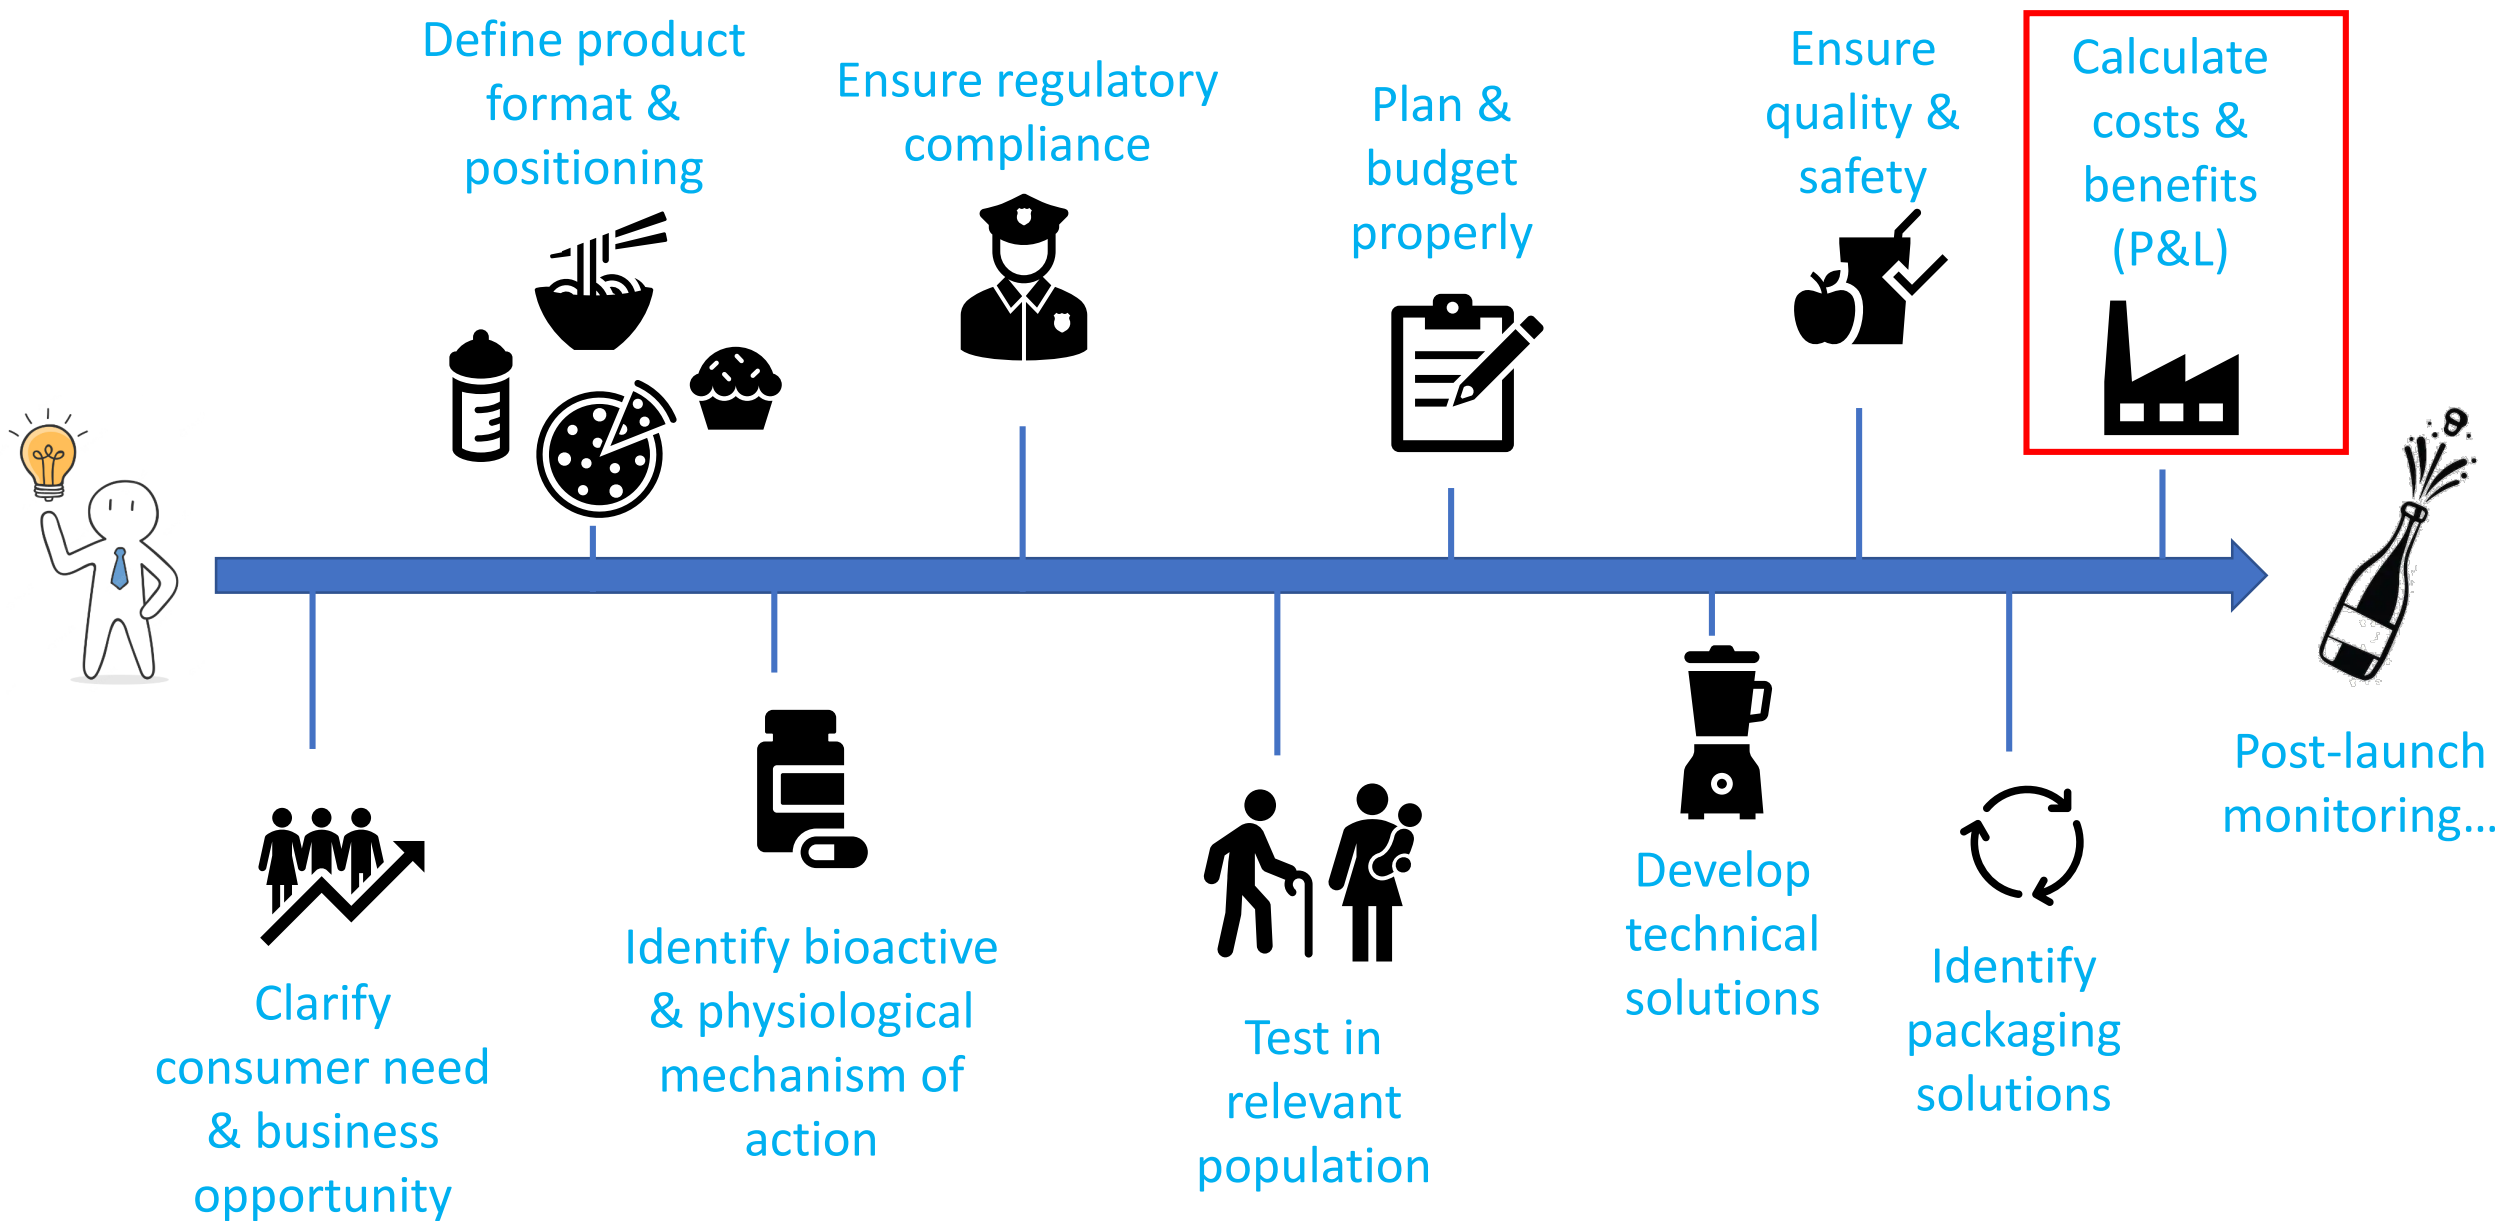 Define product
format &
positioning
Ensure regulatory
compliance
Plan &
budget
properly
Ensure
quality &
safety
Calculate
costs &
benefits
(P&L)
Clarify
consumer need
& business
opportunity
Identify bioactive
& physiological
mechanism of
action
Test in
relevant
population
Develop
technical
solutions
Identify
packaging
solutions
Post-launch
monitoring...